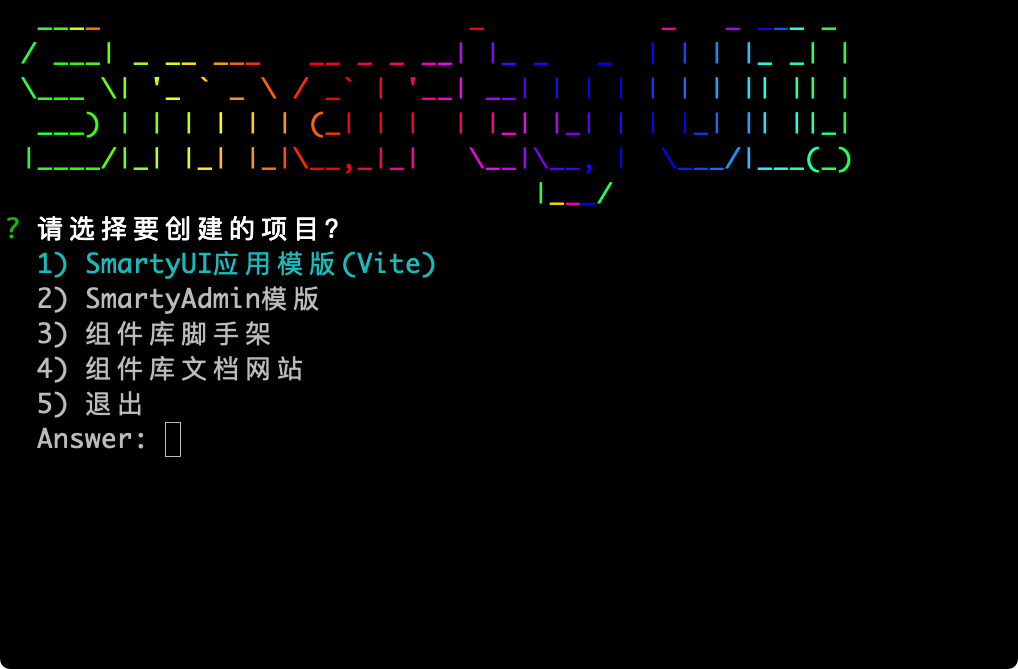 Smarty UI!
? 请选择要创建的项目?
1) SmartyUI应用模版(Vite)
2) SmartyAdmin模版
3) 组件库脚手架
4) 组件库文档网站
5) 退出
Answer: